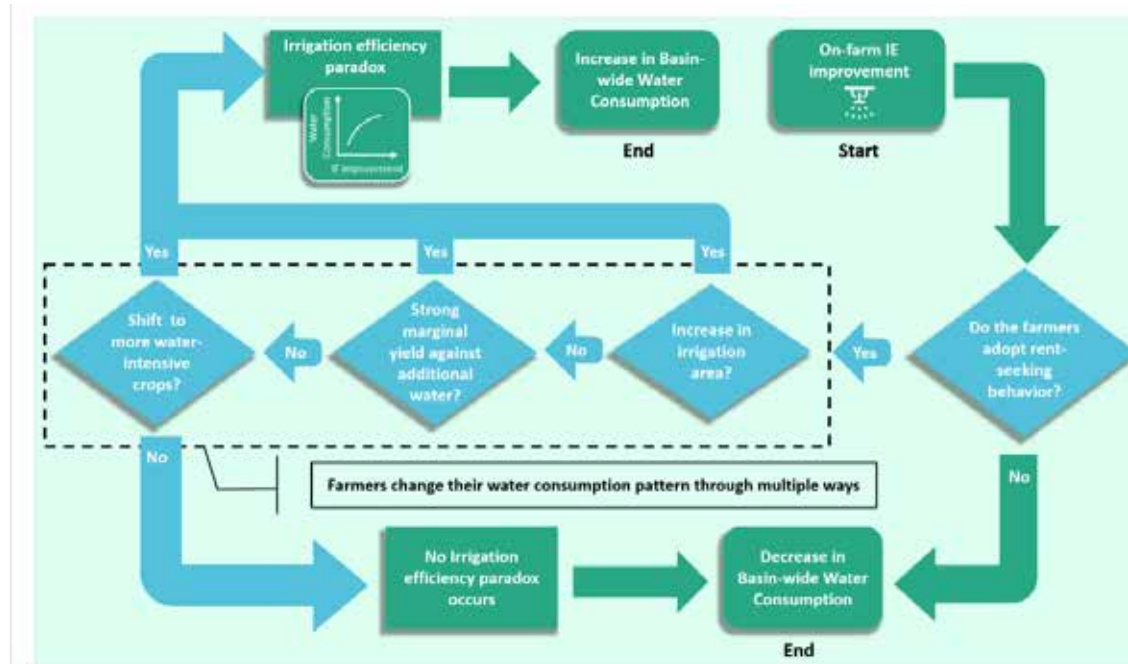 Irrigation efficiency
paradox
Water
Consumption
IE improvement
Increase in Basin-
wide Water
Consumption
End
On-farm IE
improvement
Start
Yes
Yes
Yes
Shift to
more water-
intensive
crops?
No
Strong
marginal
yield against
additional
water?
No
Increase in
irrigation
area?
Yes
Do the farmers
adopt rent-
seeking
behavior?
No
No
Farmers change their water consumption pattern through multiple ways
No Irrigation
efficiency paradox
occurs
Decrease in
Basin-wide Water
Consumption
End